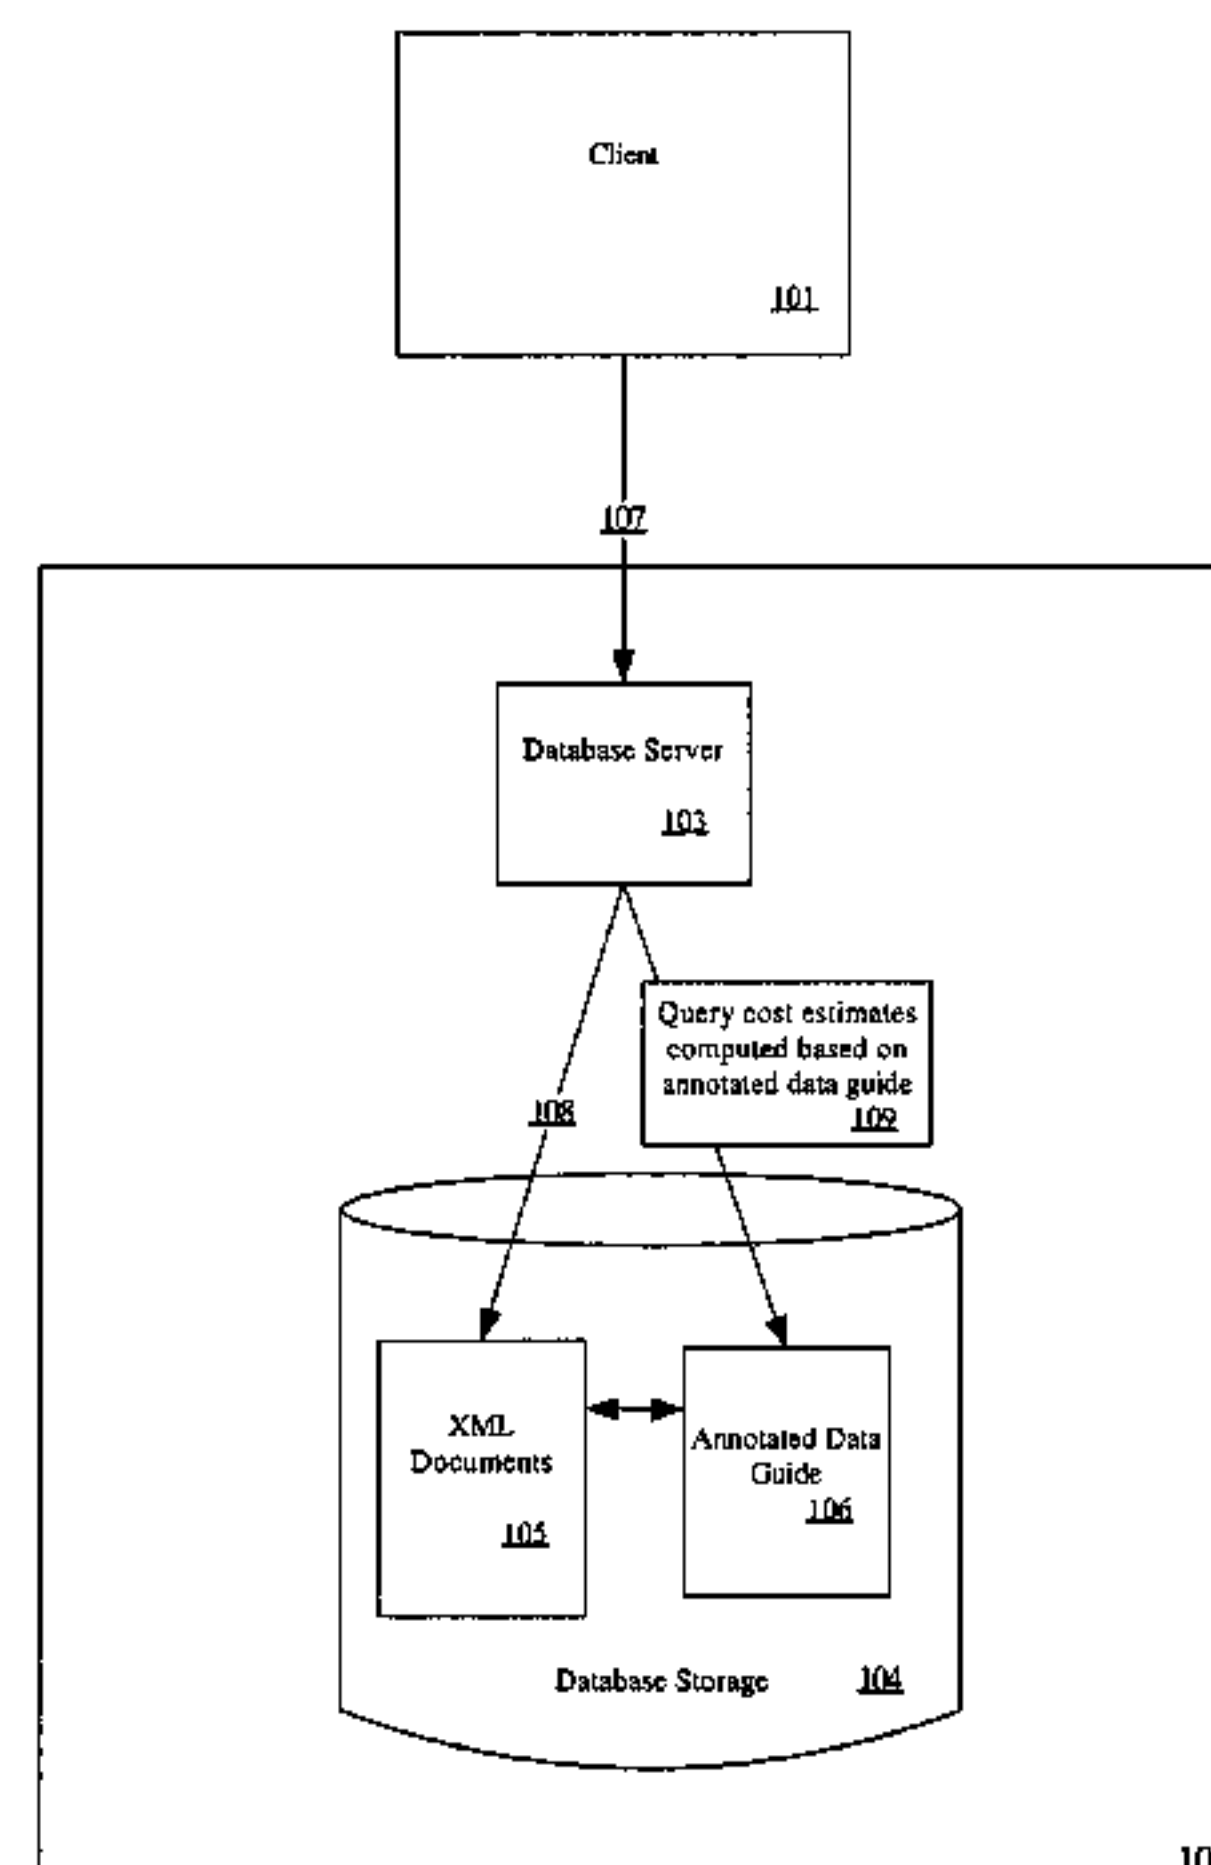 Client
101
107
Database Server
103
Query cost estimates
computed based on
annotated data guide
109
108
XML
Documents
105
Annotated Data
Guide
106
Database Storage
104